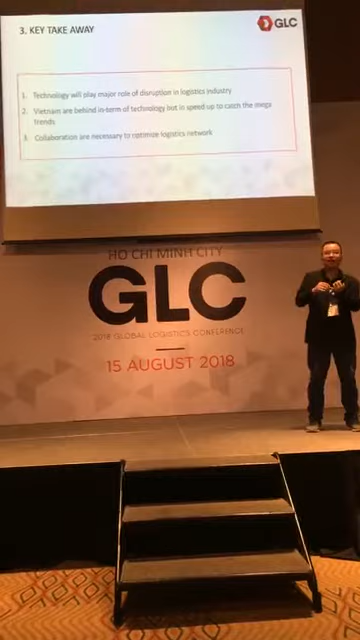 3. KEY TAKE AWAY
GLC
1. Technology will play major role of disruption in logistics industry
2. Vietnam are behind in-term of technology but in speed up to catch the mega
trends
3. Collaboration are necessary to optimize logistics network
HO CHI MINH CITY
GLC
2018 GLOBAL LOGISTICS CONFERENCE
15 AUGUST 2018